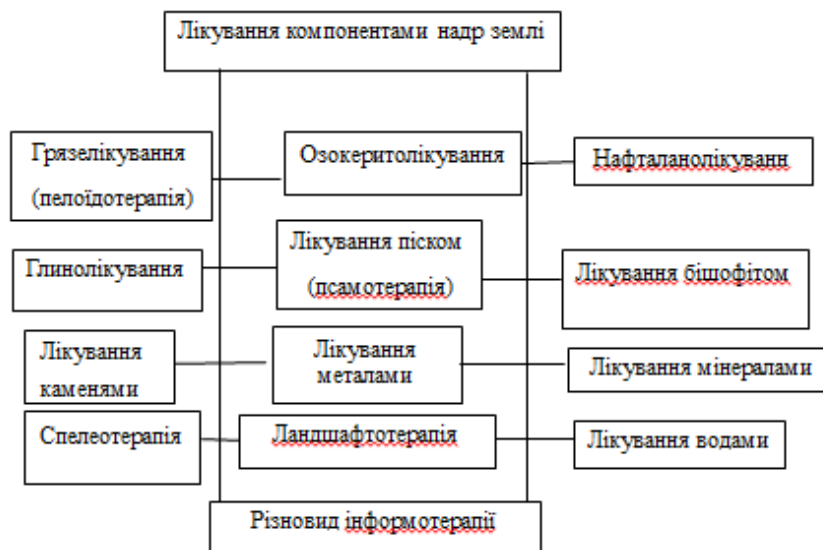 Лікування компонентами надр землі
Грязелікування
(пелоїдотерапія)
Озокеритолікування
Нафталанолікуванн
Глинолікування
Лікування піском
(псамотерапія)
Лікування бішофітом
Лікування
каменями
Лікування
металами
Лікування мінералами
Спелеотерапія
Ландшафтотерапія
Лікування водами
Різновид інформотерапії